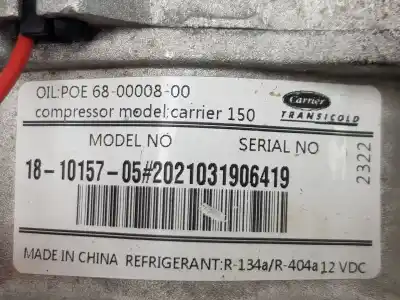 OIL:POE 68-00008-00
compressor model:carrier 150
Carrier
TRANSICOLD
MODEL NO SERIAL NO
18-10157-05#2021031906419
2322
MADE IN CHINA REFRIGERANT:R-134a/R-404a 12 VDC